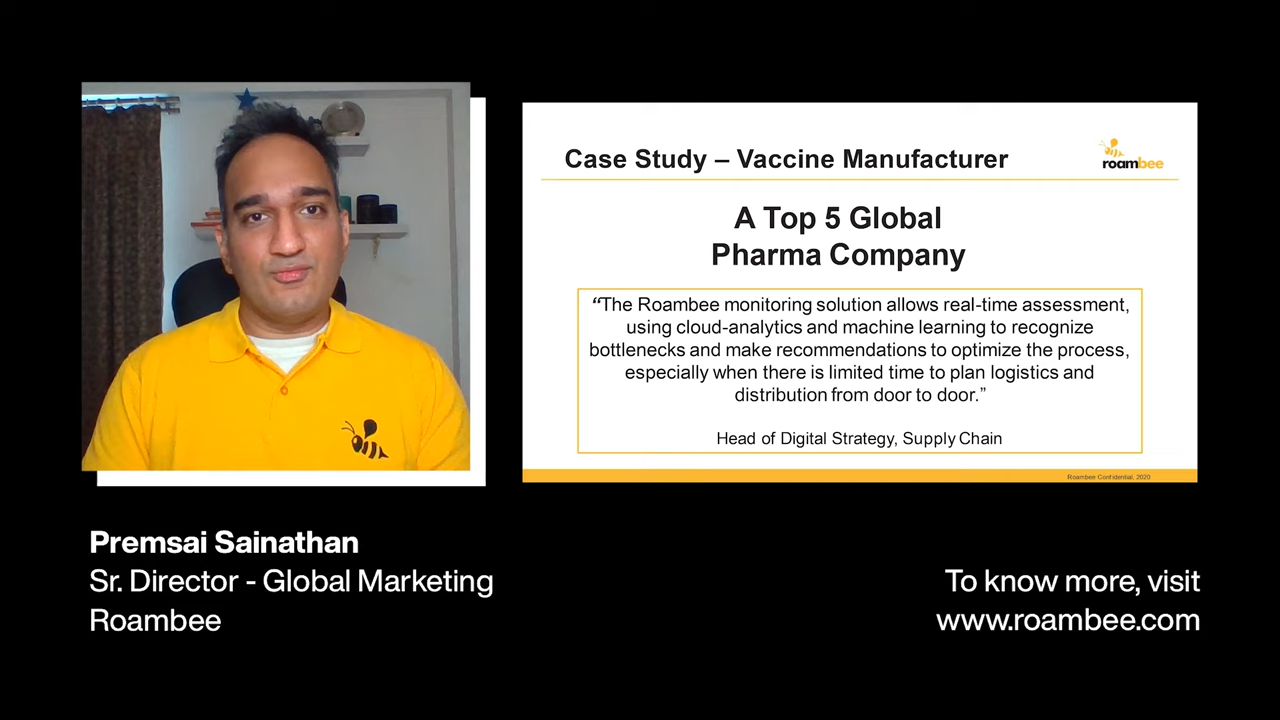 Case Study – Vaccine Manufacturer
roambee
A Top 5 Global
Pharma Company
“The Roambee monitoring solution allows real-time assessment,
using cloud-analytics and machine learning to recognize
bottlenecks and make recommendations to optimize the process,
especially when there is limited time to plan logistics and
distribution from door to door.”
Head of Digital Strategy, Supply Chain
Roambee Confidential, 2020
Premsai Sainathan
Sr. Director - Global Marketing
Roambee
To know more, visit
www.roambee.com